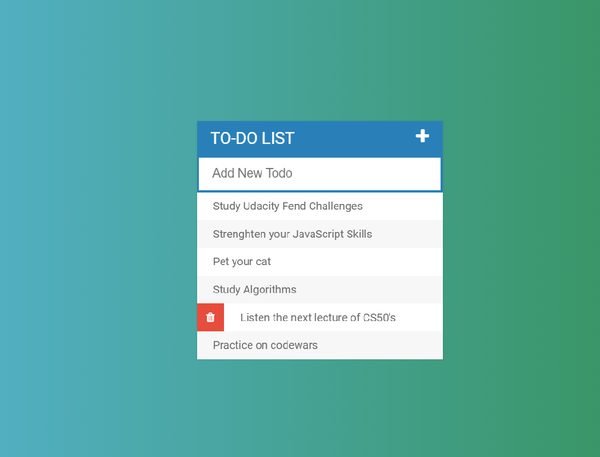 TO-DO LIST
Add New Todo
Study Udacity Fend Challenges
Strenghten your JavaScript Skills
Pet your cat
Study Algorithms
Listen the next lecture of CS50's
Practice on codewars